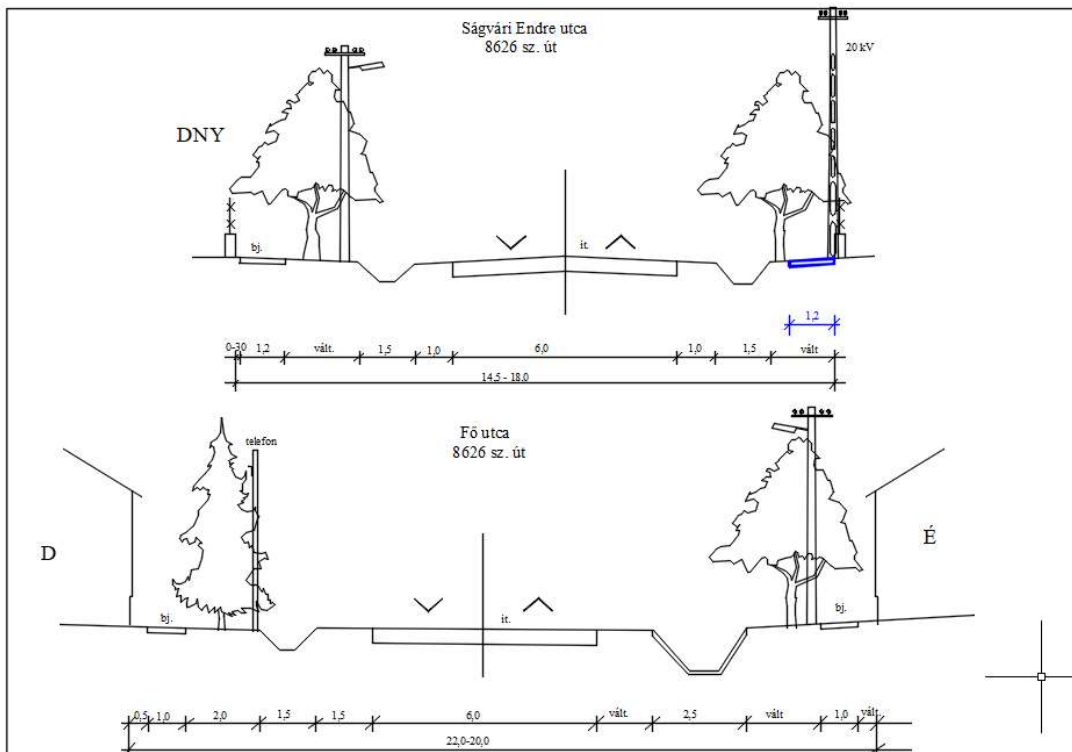 Ságvári Endre utca
8626 sz. út
20 kV
DNY
bj.
it.
1,2
0-30 1,2 vált. 1,5 1,0 6,0 1,0 1,5 vált
14,5 - 18,0
Fő utca
8626 sz. út
telefon
D
É
bj.
it.
bj.
0,5 1,0 2,0 1,5 1,5 6,0 vált. 2,5 vált 1,0 vált.
22,0-20,0